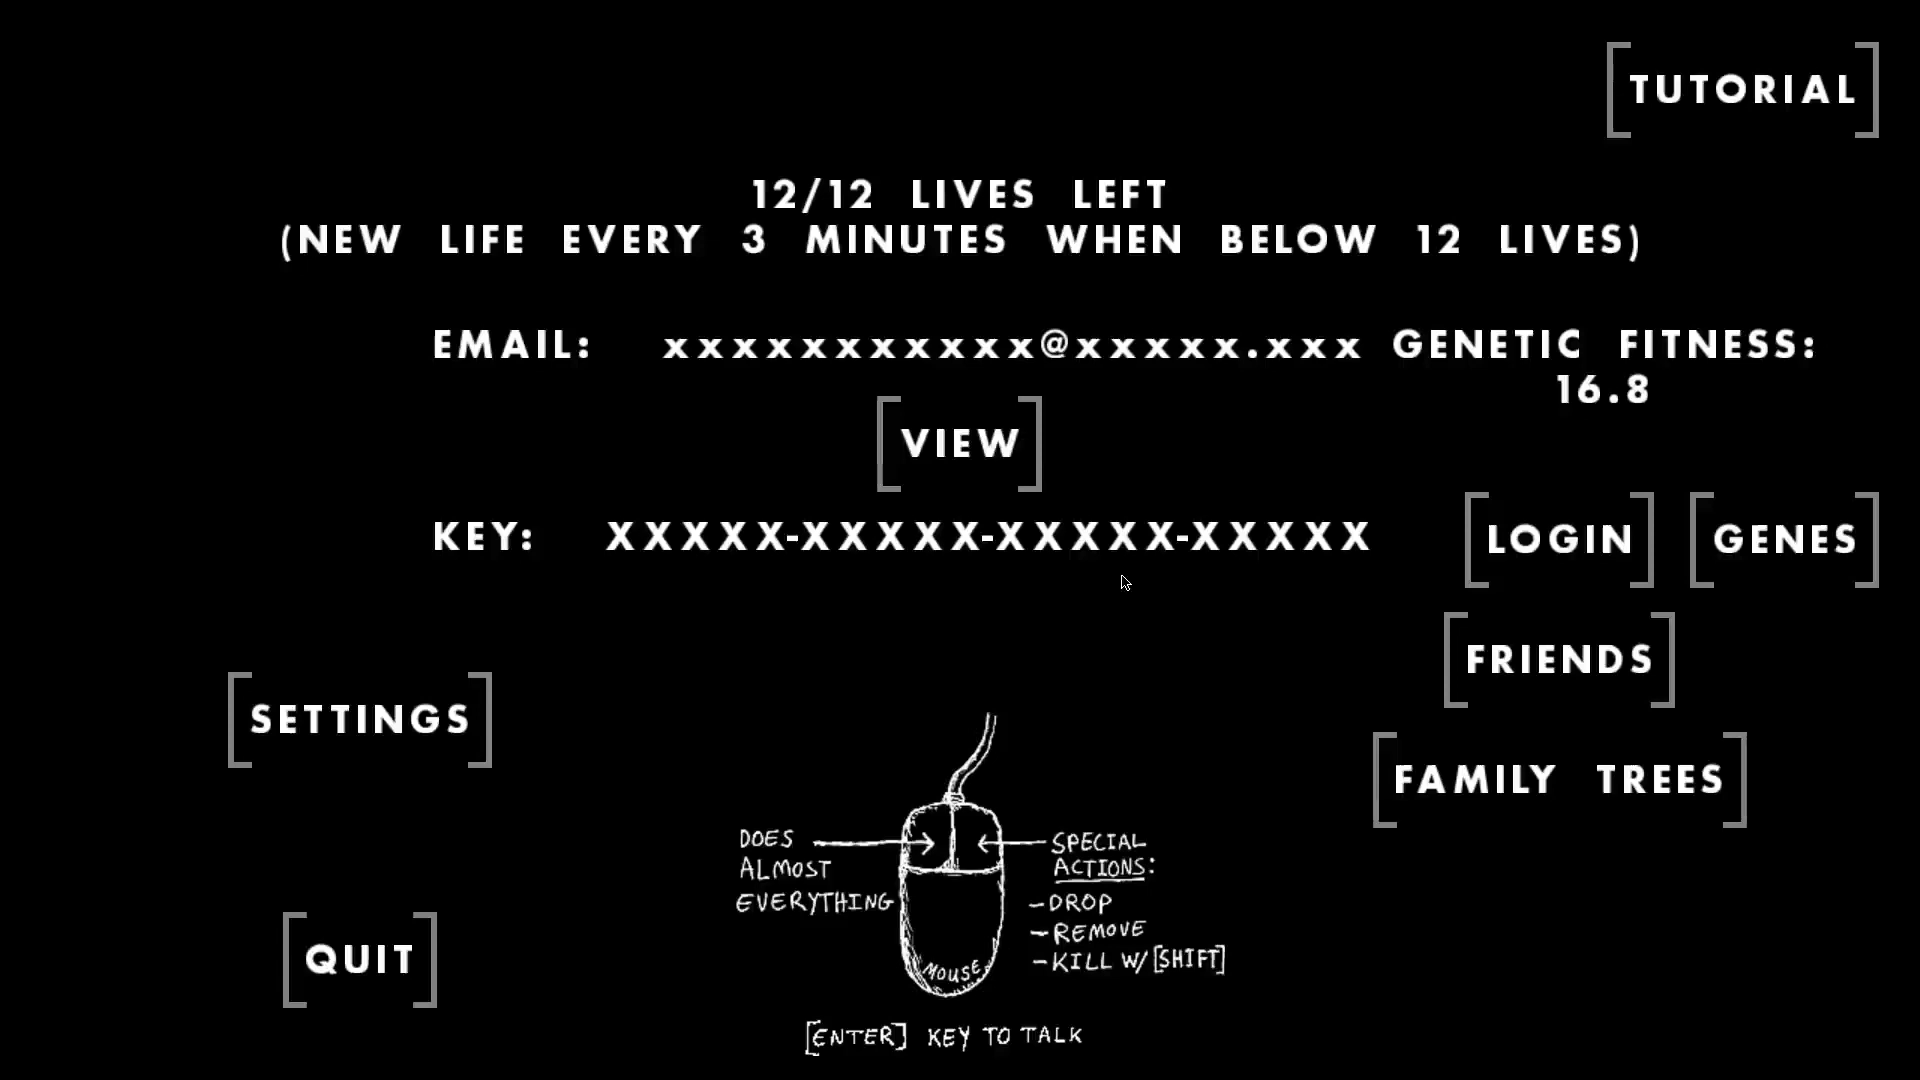 TUTORIAL
12/12 LIVES LEFT
(NEW LIFE EVERY 3 MINUTES WHEN BELOW 12 LIVES)
EMAIL: xxxxxxxxxxx@xxxxx.xxx GENETIC FITNESS:
16.8
VIEW
KEY: XXXXX-XXXXX-XXXXX-XXXXX
LOGIN GENES
FRIENDS
SETTINGS
FAMILY TREES
DOES
ALMOST
EVERYTHING
SPECIAL
ACTIONS:
-DROP
-REMOVE
-KILL W/[SHIFT]
MOUSE
QUIT
[ENTER] KEY TO TALK